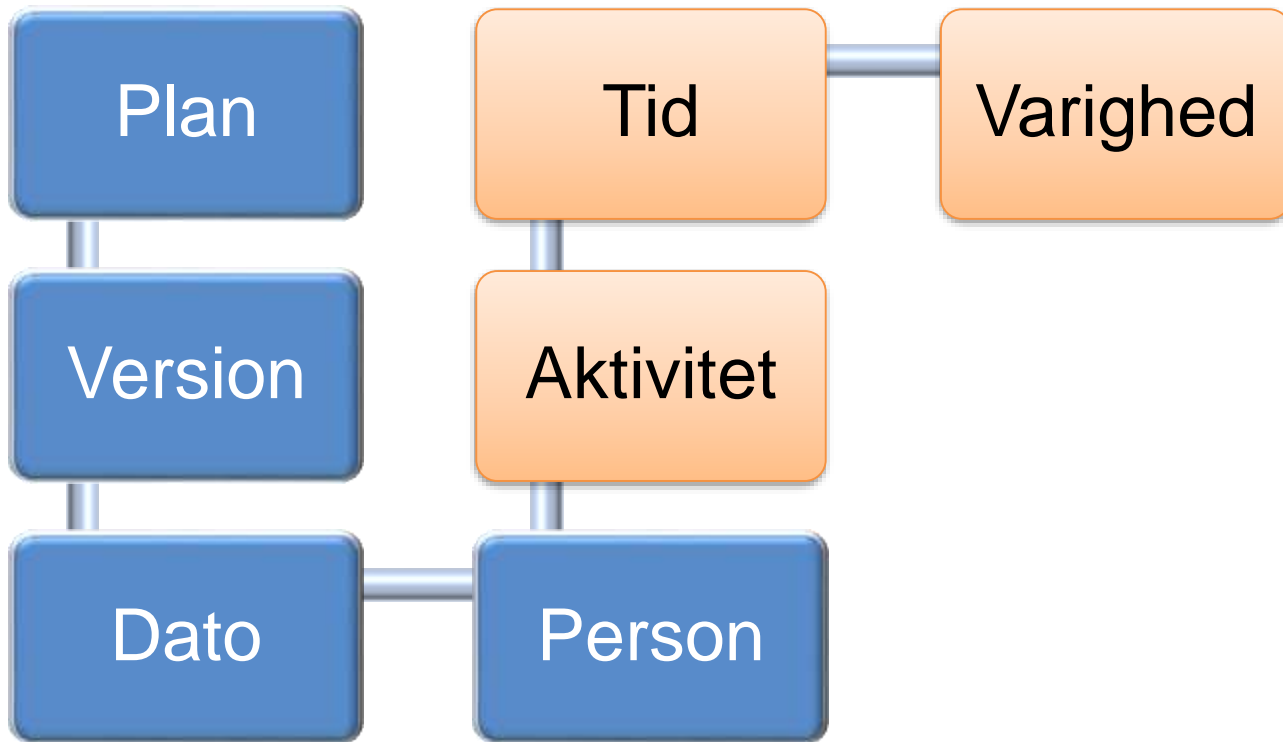 Plan
Version
Dato
Person
Aktivitet
Tid
Varighed